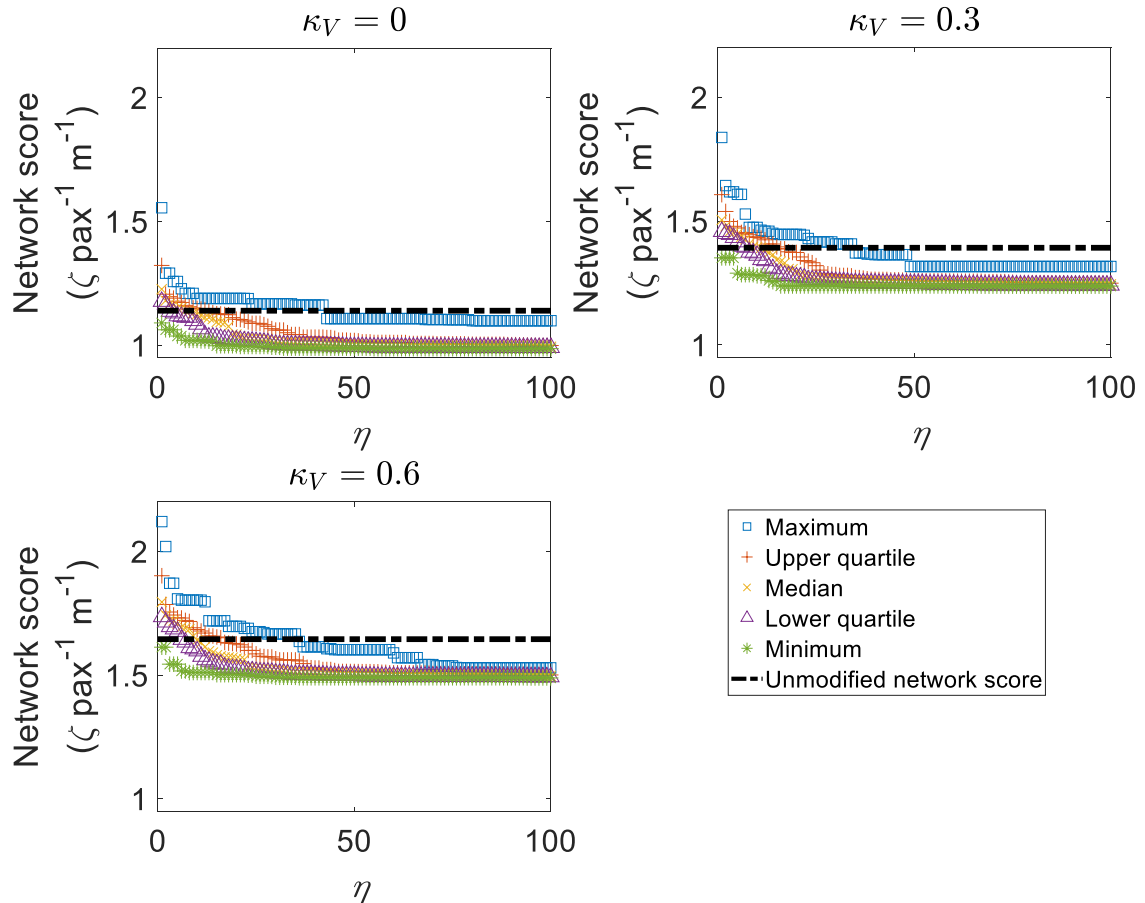 κ_V = 0
Network score
(ζ pax⁻¹ m⁻¹)
2
1.5
1
0
50
100
η
κ_V = 0.3
Network score
(ζ pax⁻¹ m⁻¹)
2
1.5
1
0
50
100
η
κ_V = 0.6
Network score
(ζ pax⁻¹ m⁻¹)
2
1.5
1
0
50
100
η
Maximum
Upper quartile
Median
Lower quartile
Minimum
Unmodified network score